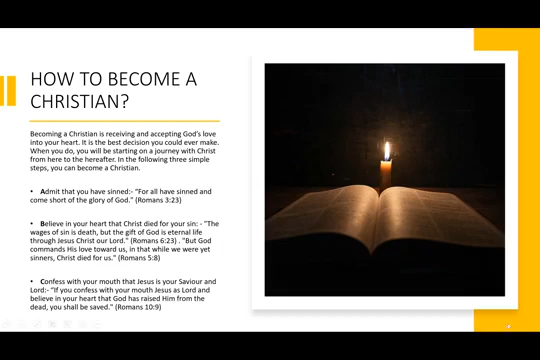 HOW TO BECOME A
CHRISTIAN?
Becoming a Christian is receiving and accepting God's love
into your heart. It is the best decision you could ever make.
When you do, you will be starting on a journey with Christ
from here to the hereafter. In the following three simple
steps, you can become a Christian.
• Admit that you have sinned:- "For all have sinned and
come short of the glory of God." (Romans 3:23)
• Believe in your heart that Christ died for your sin: - "The
wages of sin is death, but the gift of God is eternal life
through Jesus Christ our Lord." (Romans 6:23) . "But God
commands His love toward us, in that while we were yet
sinners, Christ died for us." (Romans 5:8)
• Confess with your mouth that Jesus is your Saviour and
Lord:- "If you confess with your mouth Jesus as Lord and
believe in your heart that God has raised Him from the
dead, you shall be saved." (Romans 10:9)